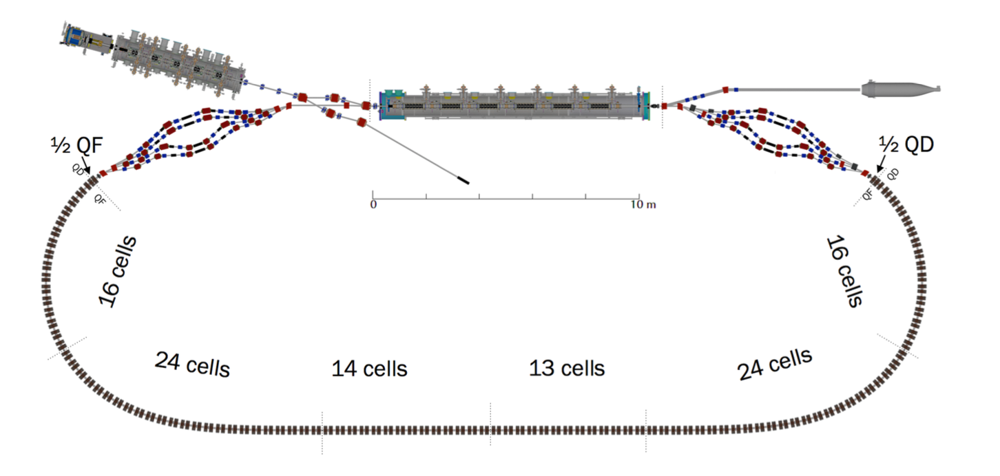 ½ QF
½ QD
QD
QF
QD
QF
0
10 m
16 cells
16 cells
24 cells
14 cells
13 cells
24 cells